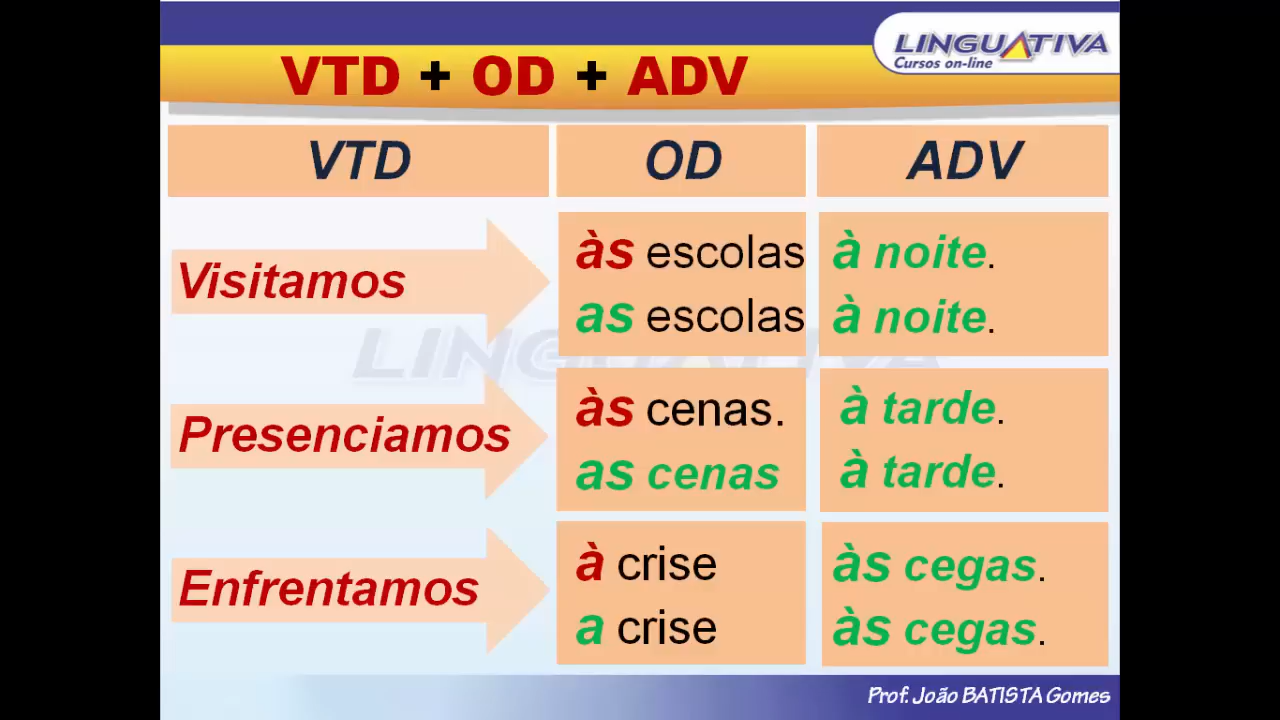 LINGUATIVA
Cursos on-line
VTD + OD + ADV
VTD OD ADV
Visitamos
às escolas à noite.
as escolas à noite.
LINGUATIVA
Presenciamos
às cenas. à tarde.
as cenas à tarde.
Enfrentamos
à crise às cegas.
a crise às cegas.
Prof. João BATISTA Gomes